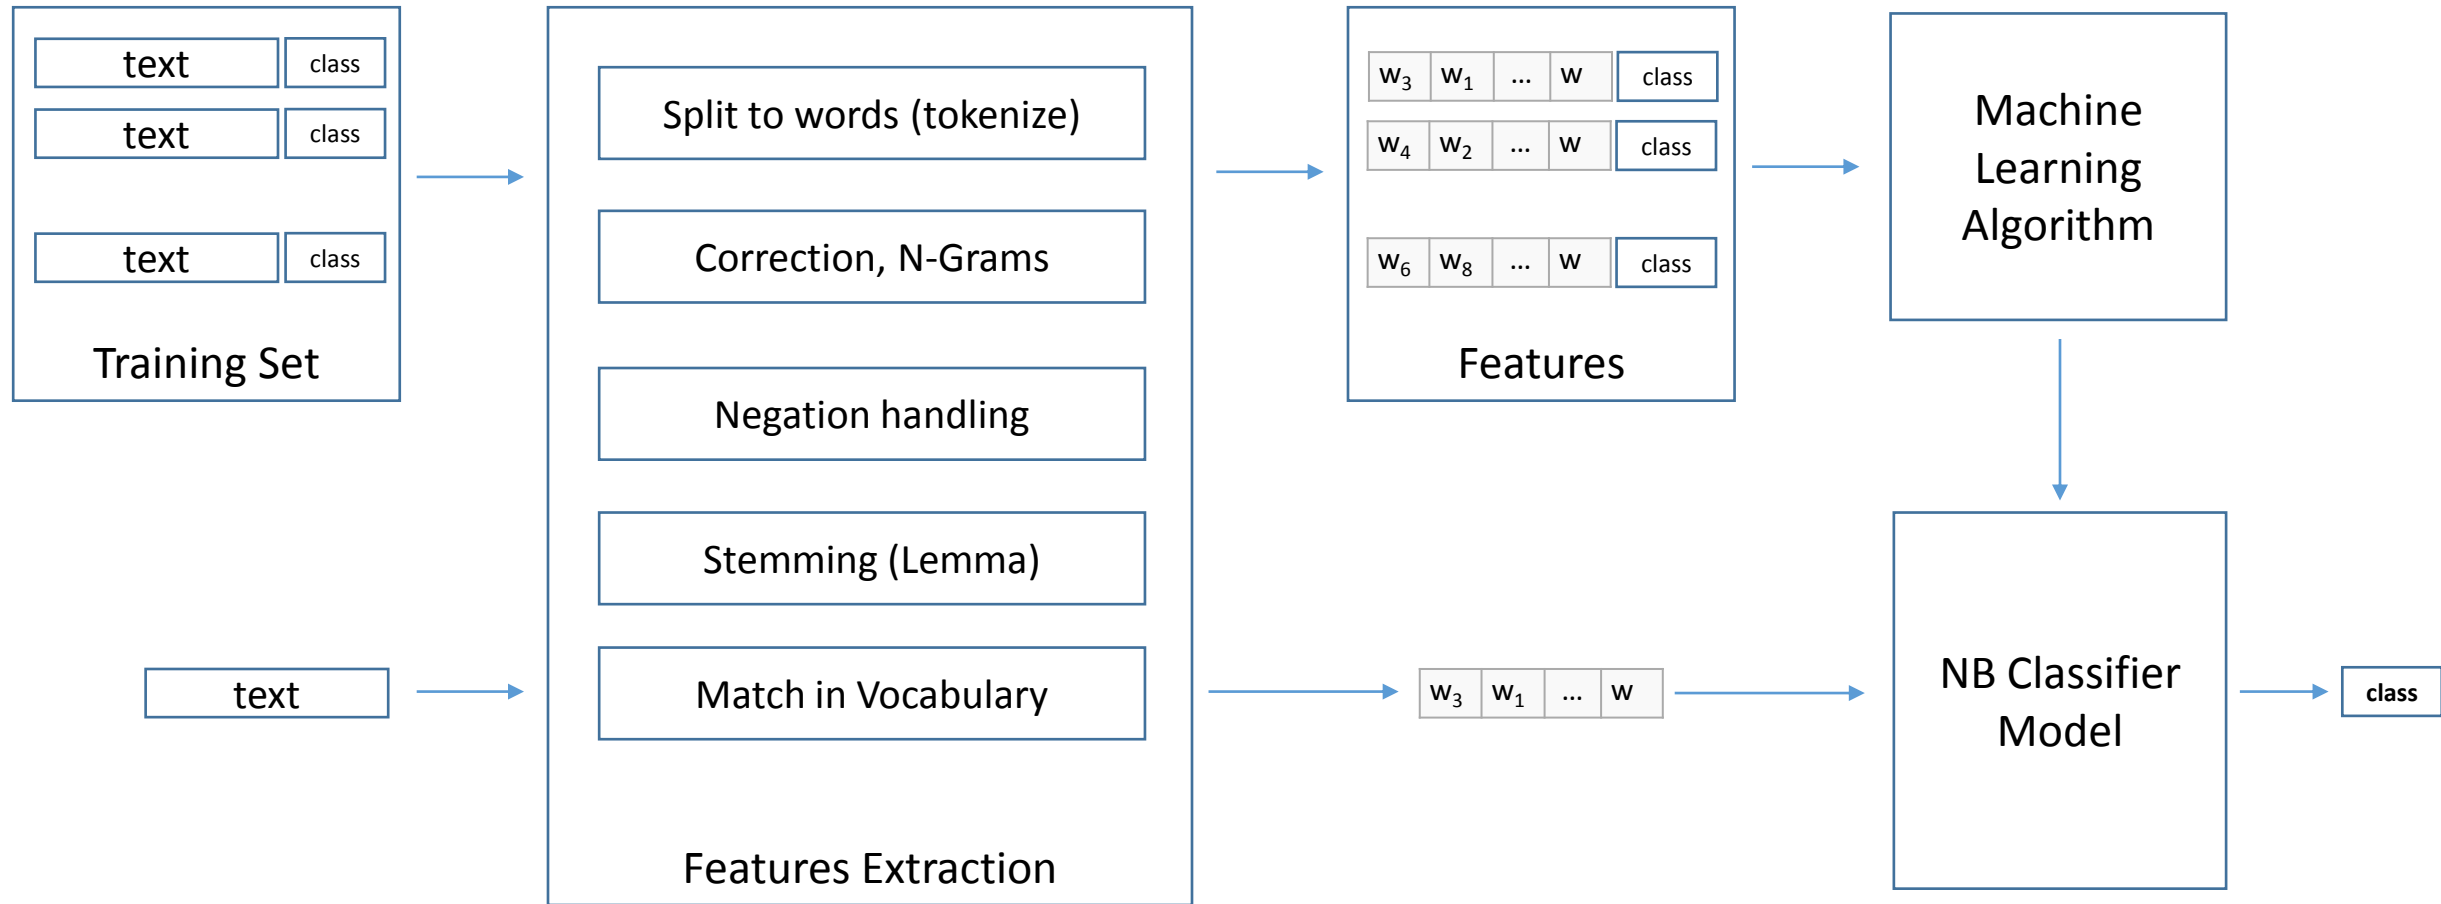 text class
text class
text class
Training Set
Split to words (tokenize)
Correction, N-Grams
Negation handling
Stemming (Lemma)
Match in Vocabulary
Features Extraction
w₃ w₁ ... w class
w₄ w₂ ... w class
w₆ w₈ ... w class
Features
Machine
Learning
Algorithm
text
w₃ w₁ ... w
NB Classifier
Model
class